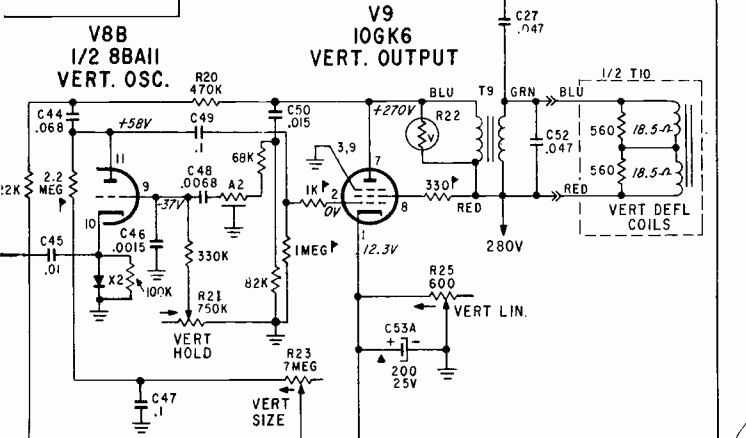 V8B
1/2 8BA11
VERT. OSC.
V9
10GK6
VERT. OUTPUT
C27
.047
R20
470K
C44
.068
+58V
C49
.1
C50
.015
+270V
BLU
R22
V
T9
GRN
BLU
1/2 T10
C52
.047
560
18.5Ω
560
18.5Ω
RED
VERT DEFL
COILS
22K
2.2
MEG
11
9
10
-37V
C48
.0068
A2
68K
3,9
7
1K
2
0V
8
1
330
RED
280V
12.3V
C45
.01
C46
.0015
X2
100K
330K
1MEG
82K
R21
750K
VERT
HOLD
R25
600
VERT LIN.
C53A
+
-
200
25V
R23
7MEG
VERT
SIZE
C47
.1